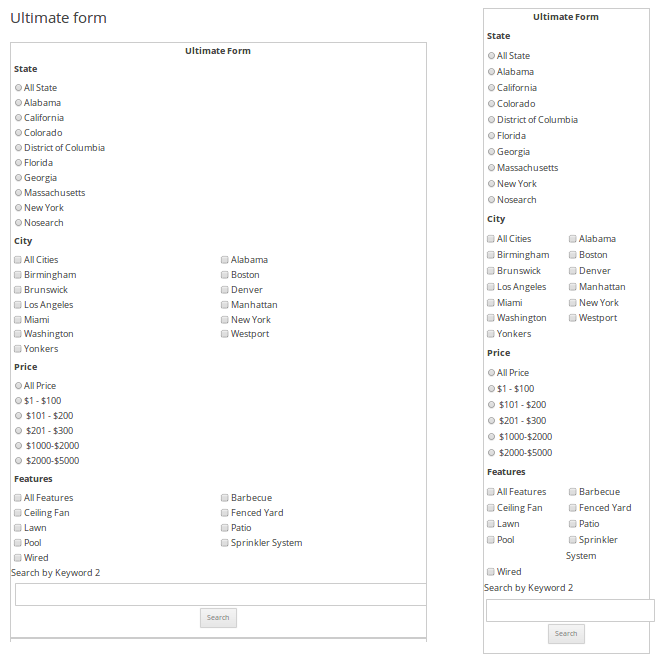 Ultimate form
Ultimate Form
State
All State
Alabama
California
Colorado
District of Columbia
Florida
Georgia
Massachusetts
New York
Nosearch
City
All Cities Alabama
Birmingham Boston
Brunswick Denver
Los Angeles Manhattan
Miami New York
Washington Westport
Yonkers
Price
All Price
$1 - $100
$101 - $200
$201 - $300
$1000-$2000
$2000-$5000
Features
All Features Barbecue
Ceiling Fan Fenced Yard
Lawn Patio
Pool Sprinkler System
Wired
Search by Keyword 2
Search
Ultimate Form
State
All State
Alabama
California
Colorado
District of Columbia
Florida
Georgia
Massachusetts
New York
Nosearch
City
All Cities Alabama
Birmingham Boston
Brunswick Denver
Los Angeles Manhattan
Miami New York
Washington Westport
Yonkers
Price
All Price
$1 - $100
$101 - $200
$201 - $300
$1000-$2000
$2000-$5000
Features
All Features Barbecue
Ceiling Fan Fenced Yard
Lawn Patio
Pool Sprinkler
System
Wired
Search by Keyword 2
Search